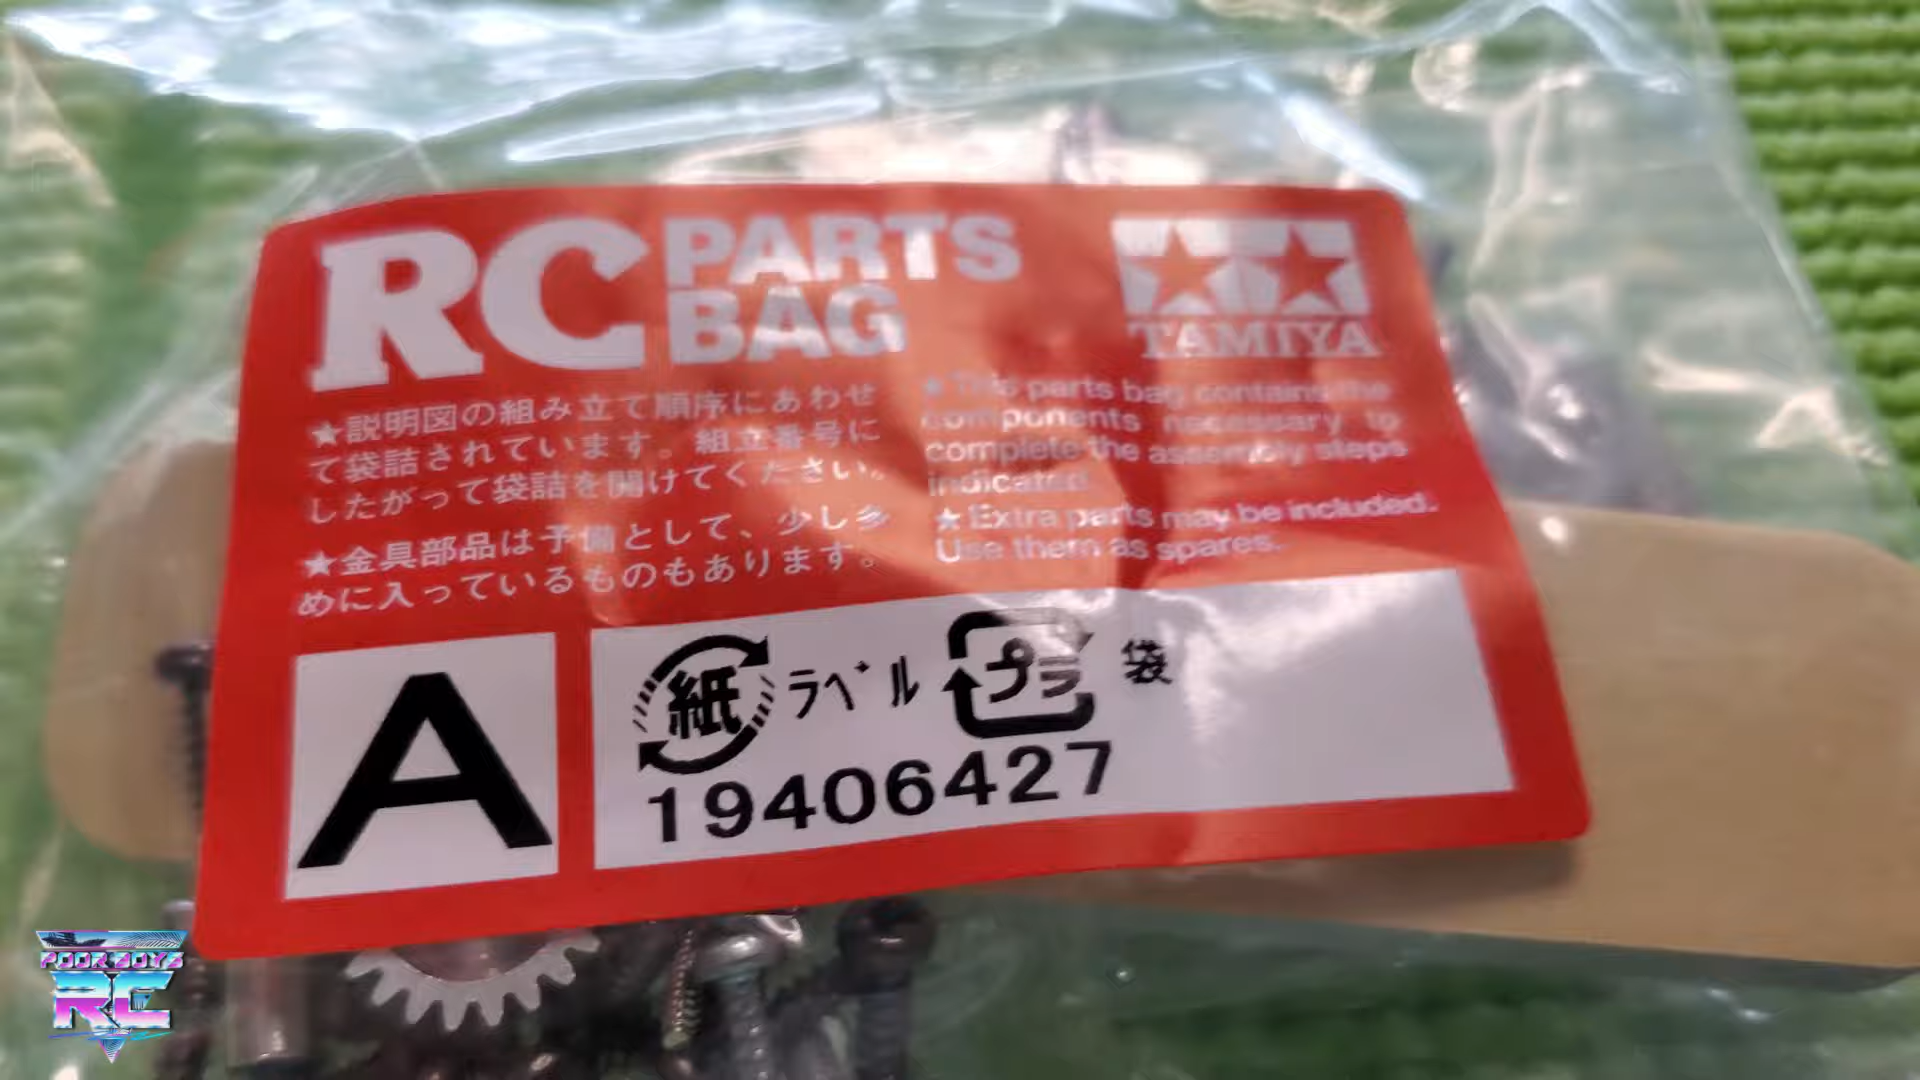 RC PARTS
BAG
TAMIYA
★説明図の組み立て順序にあわせ
て袋詰されています。組立番号に
したがって袋詰を開けてください。
★金具部品は予備として、少し多
めに入っているものもあります。
★This parts bag contains the
components necessary to
complete the assembly steps
indicated.
★Extra parts may be included.
Use them as spares.
A
紙 ラベル プラ 袋
19406427
POOR BOYS
RC